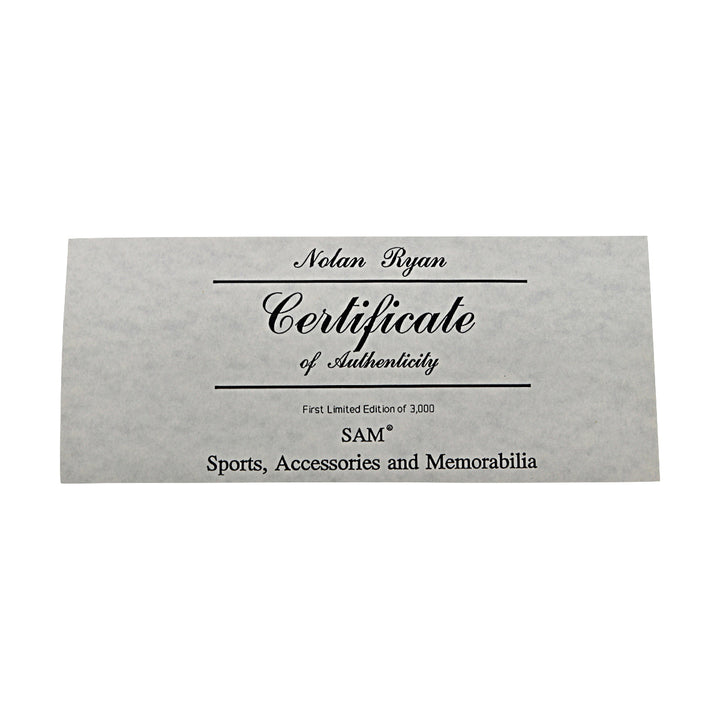 Nolan Ryan
Certificate
of Authenticity
First Limited Edition of 3,000
SAM®
Sports, Accessories and Memorabilia